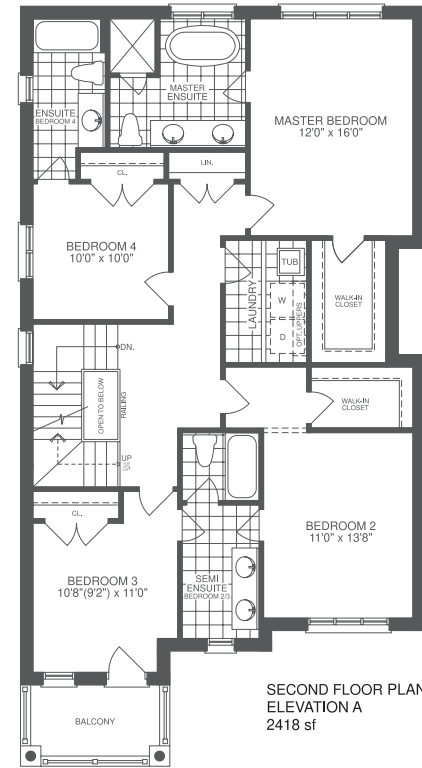 MASTER
ENSUITE
ENSUITE
BEDROOM 4
MASTER BEDROOM
12'0" x 16'0"
CL.
LIN.
BEDROOM 4
10'0" x 10'0"
TUB
LAUNDRY
W
D
OPT. UPPERS
WALK-IN
CLOSET
DN.
OPEN TO BELOW
RAILING
UP
WALK-IN
CLOSET
CL.
BEDROOM 2
11'0" x 13'8"
BEDROOM 3
10'8"(9'2") x 11'0"
SEMI
ENSUITE
BEDROOM 2/3
BALCONY
SECOND FLOOR PLAN
ELEVATION A
2418 sf